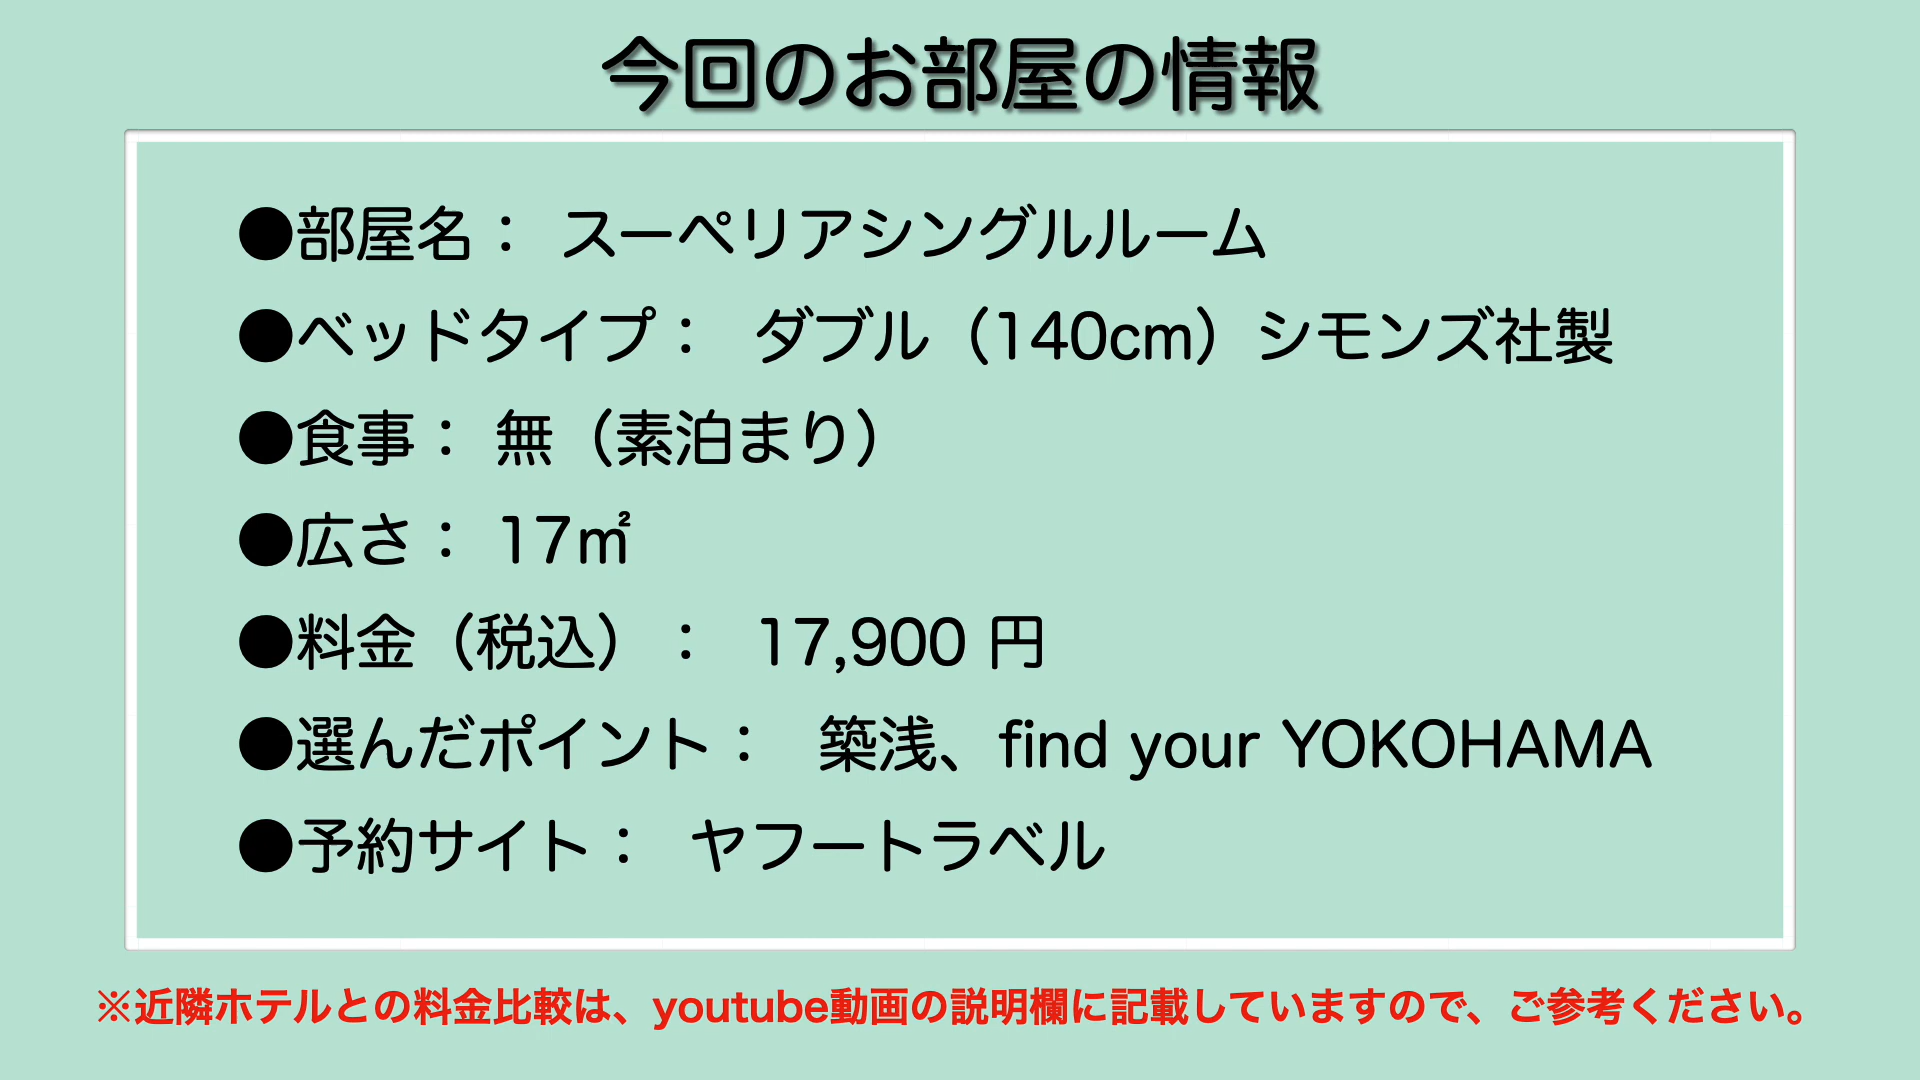 今回のお部屋の情報
●部屋名： スーペリアシングルルーム
●ベッドタイプ： ダブル（140cm）シモンズ社製
●食事： 無（素泊まり）
●広さ： 17㎡
●料金（税込）： 17,900 円
●選んだポイント： 築浅、find your YOKOHAMA
●予約サイト： ヤフートラベル
※近隣ホテルとの料金比較は、youtube動画の説明欄に記載していますので、ご参考ください。